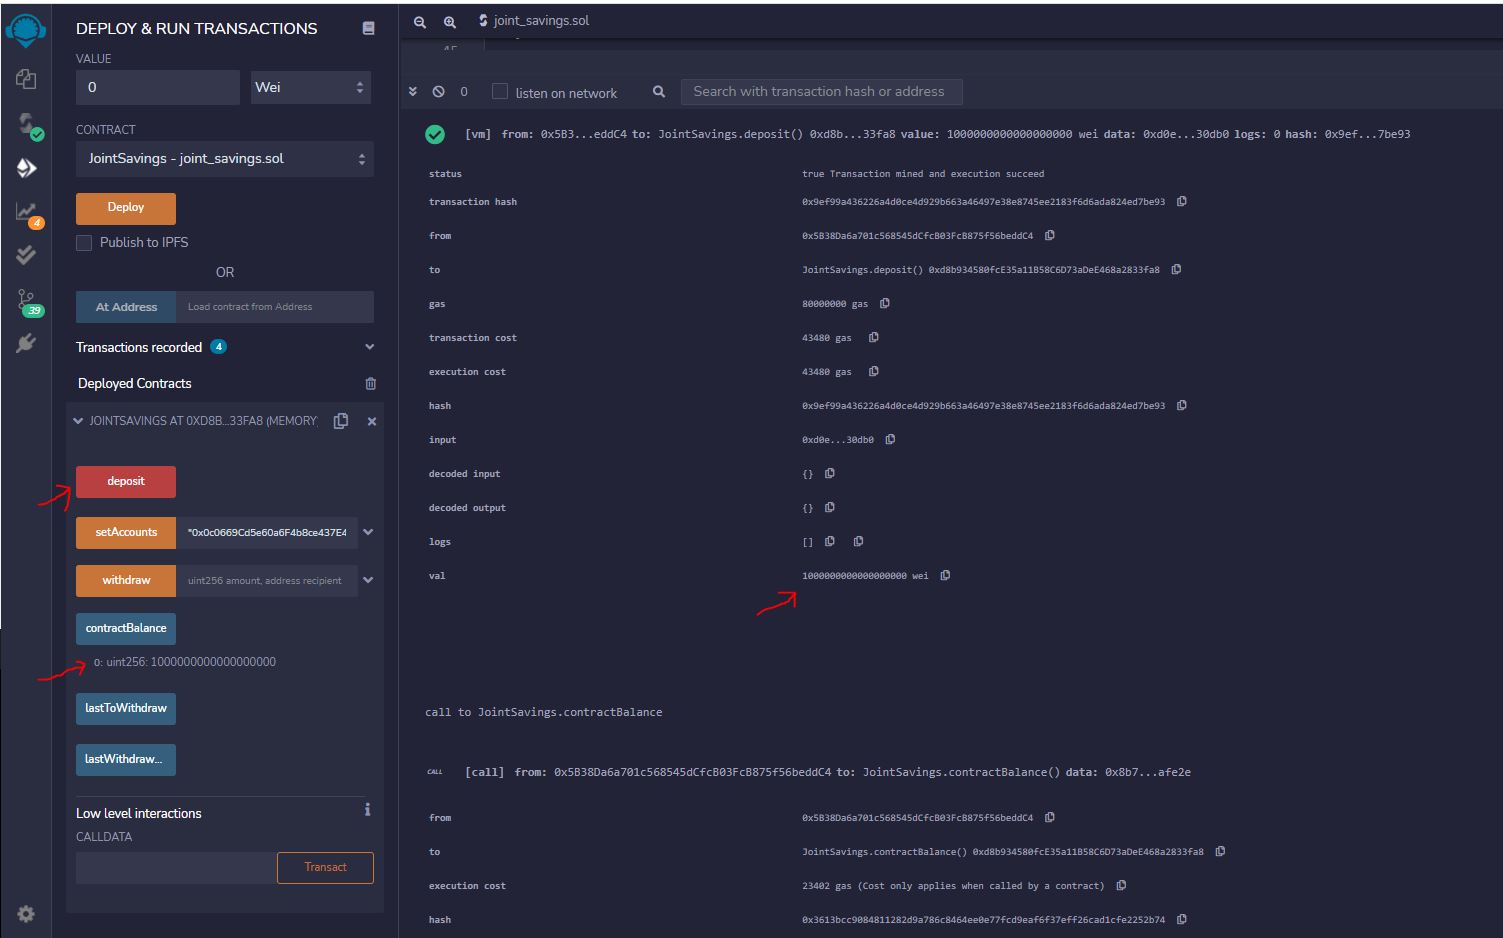 DEPLOY & RUN TRANSACTIONS
VALUE
0
Wei
CONTRACT
JointSavings - joint_savings.sol
Deploy
Publish to IPFS
OR
At Address
Load contract from Address
Transactions recorded 4
Deployed Contracts
JOINTSAVINGS AT 0XD8B...33FA8 (MEMORY)
deposit
setAccounts
"0x0c0669Cd5e60a6F4b8ce437E4
withdraw
uint256 amount, address recipient
contractBalance
0: uint256: 1000000000000000000
lastToWithdraw
lastWithdraw...
Low level interactions
i
CALLDATA
Transact
4
39
joint_savings.sol
45
0
listen on network
Search with transaction hash or address
[vm] from: 0x5B3...eddC4 to: JointSavings.deposit() 0xd8b...33fa8 value: 1000000000000000000 wei data: 0xd0e...30db0 logs: 0 hash: 0x9ef...7be93
status true Transaction mined and execution succeed
transaction hash 0x9ef99a436226a4d0ce4d929b663a46497e38e8745ee2183f6d6ada824ed7be93
from 0x5B38Da6a701c568545dCfcB03FcB875f56beddC4
to JointSavings.deposit() 0xd8b934580fcE35a11B58C6D73aDeE468a2833fa8
gas 80000000 gas
transaction cost 43480 gas
execution cost 43480 gas
hash 0x9ef99a436226a4d0ce4d929b663a46497e38e8745ee2183f6d6ada824ed7be93
input 0xd0e...30db0
decoded input {}
decoded output {}
logs []
val 1000000000000000000 wei
call to JointSavings.contractBalance
CALL [call] from: 0x5B38Da6a701c568545dCfcB03FcB875f56beddC4 to: JointSavings.contractBalance() data: 0x8b7...afe2e
from 0x5B38Da6a701c568545dCfcB03FcB875f56beddC4
to JointSavings.contractBalance() 0xd8b934580fcE35a11B58C6D73aDeE468a2833fa8
execution cost 23402 gas (Cost only applies when called by a contract)
hash 0x3613bcc9084811282d9a786c8464ee0e77fcd9eaf6f37eff26cad1cfe2252b74